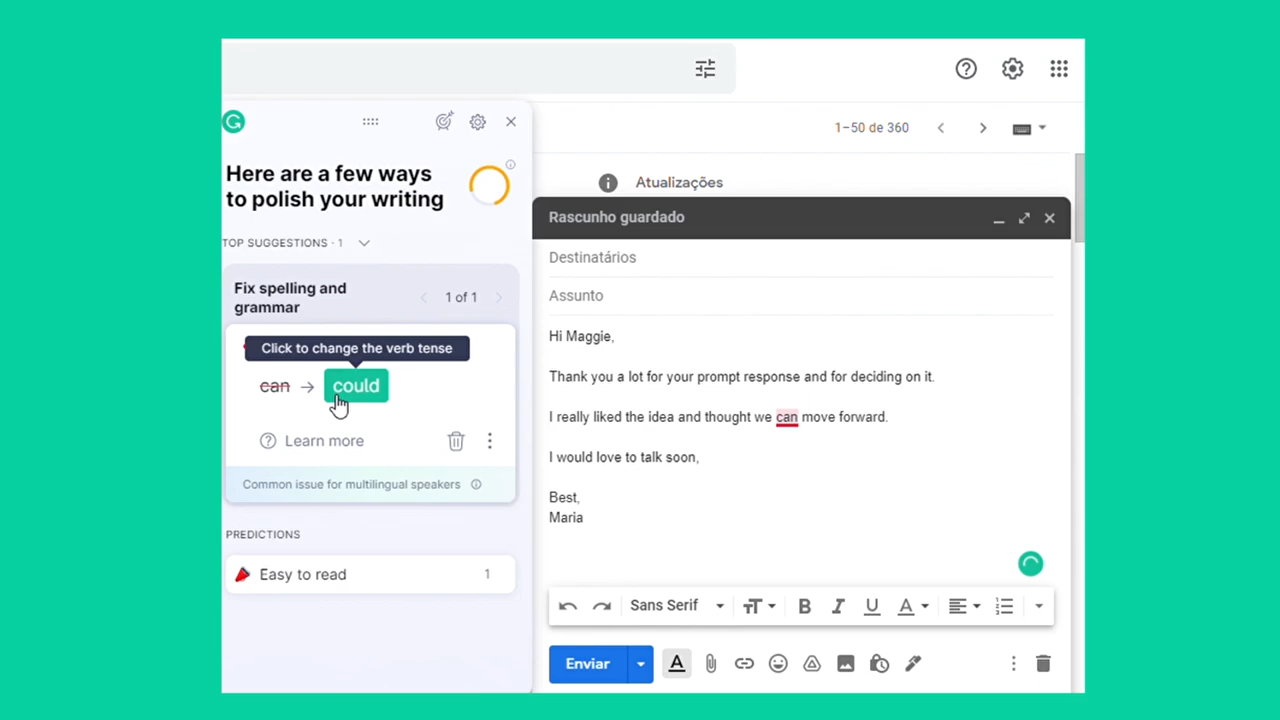 1–50 de 360
Here are a few ways
to polish your writing
Atualizações
TOP SUGGESTIONS · 1
Rascunho guardado
Fix spelling and
grammar
1 of 1
Click to change the verb tense
can → could
Learn more
Common issue for multilingual speakers
PREDICTIONS
Easy to read 1
Destinatários
Assunto
Hi Maggie,
Thank you a lot for your prompt response and for deciding on it.
I really liked the idea and thought we can move forward.
I would love to talk soon,
Best,
Maria
Sans Serif
Enviar